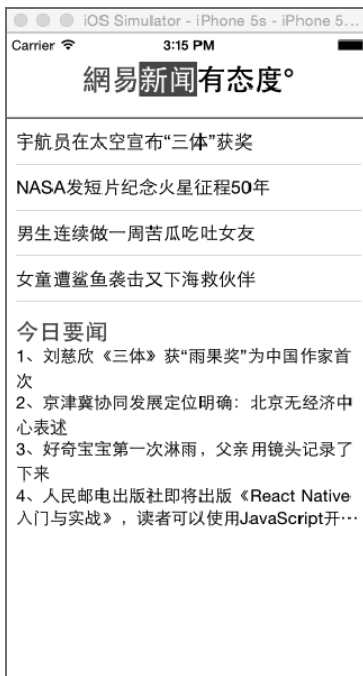 iOS Simulator - iPhone 5s - iPhone 5...
Carrier 3:15 PM
網易新闻有态度°
宇航员在太空宣布“三体”获奖
NASA发短片纪念火星征程50年
男生连续做一周苦瓜吃吐女友
女童遭鲨鱼袭击又下海救伙伴
今日要闻
1、刘慈欣《三体》获“雨果奖”为中国作家首
次
2、京津冀协同发展定位明确：北京无经济中
心表述
3、好奇宝宝第一次淋雨，父亲用镜头记录了
下来
4、人民邮电出版社即将出版《React Native
入门与实战》，读者可以使用JavaScript开…